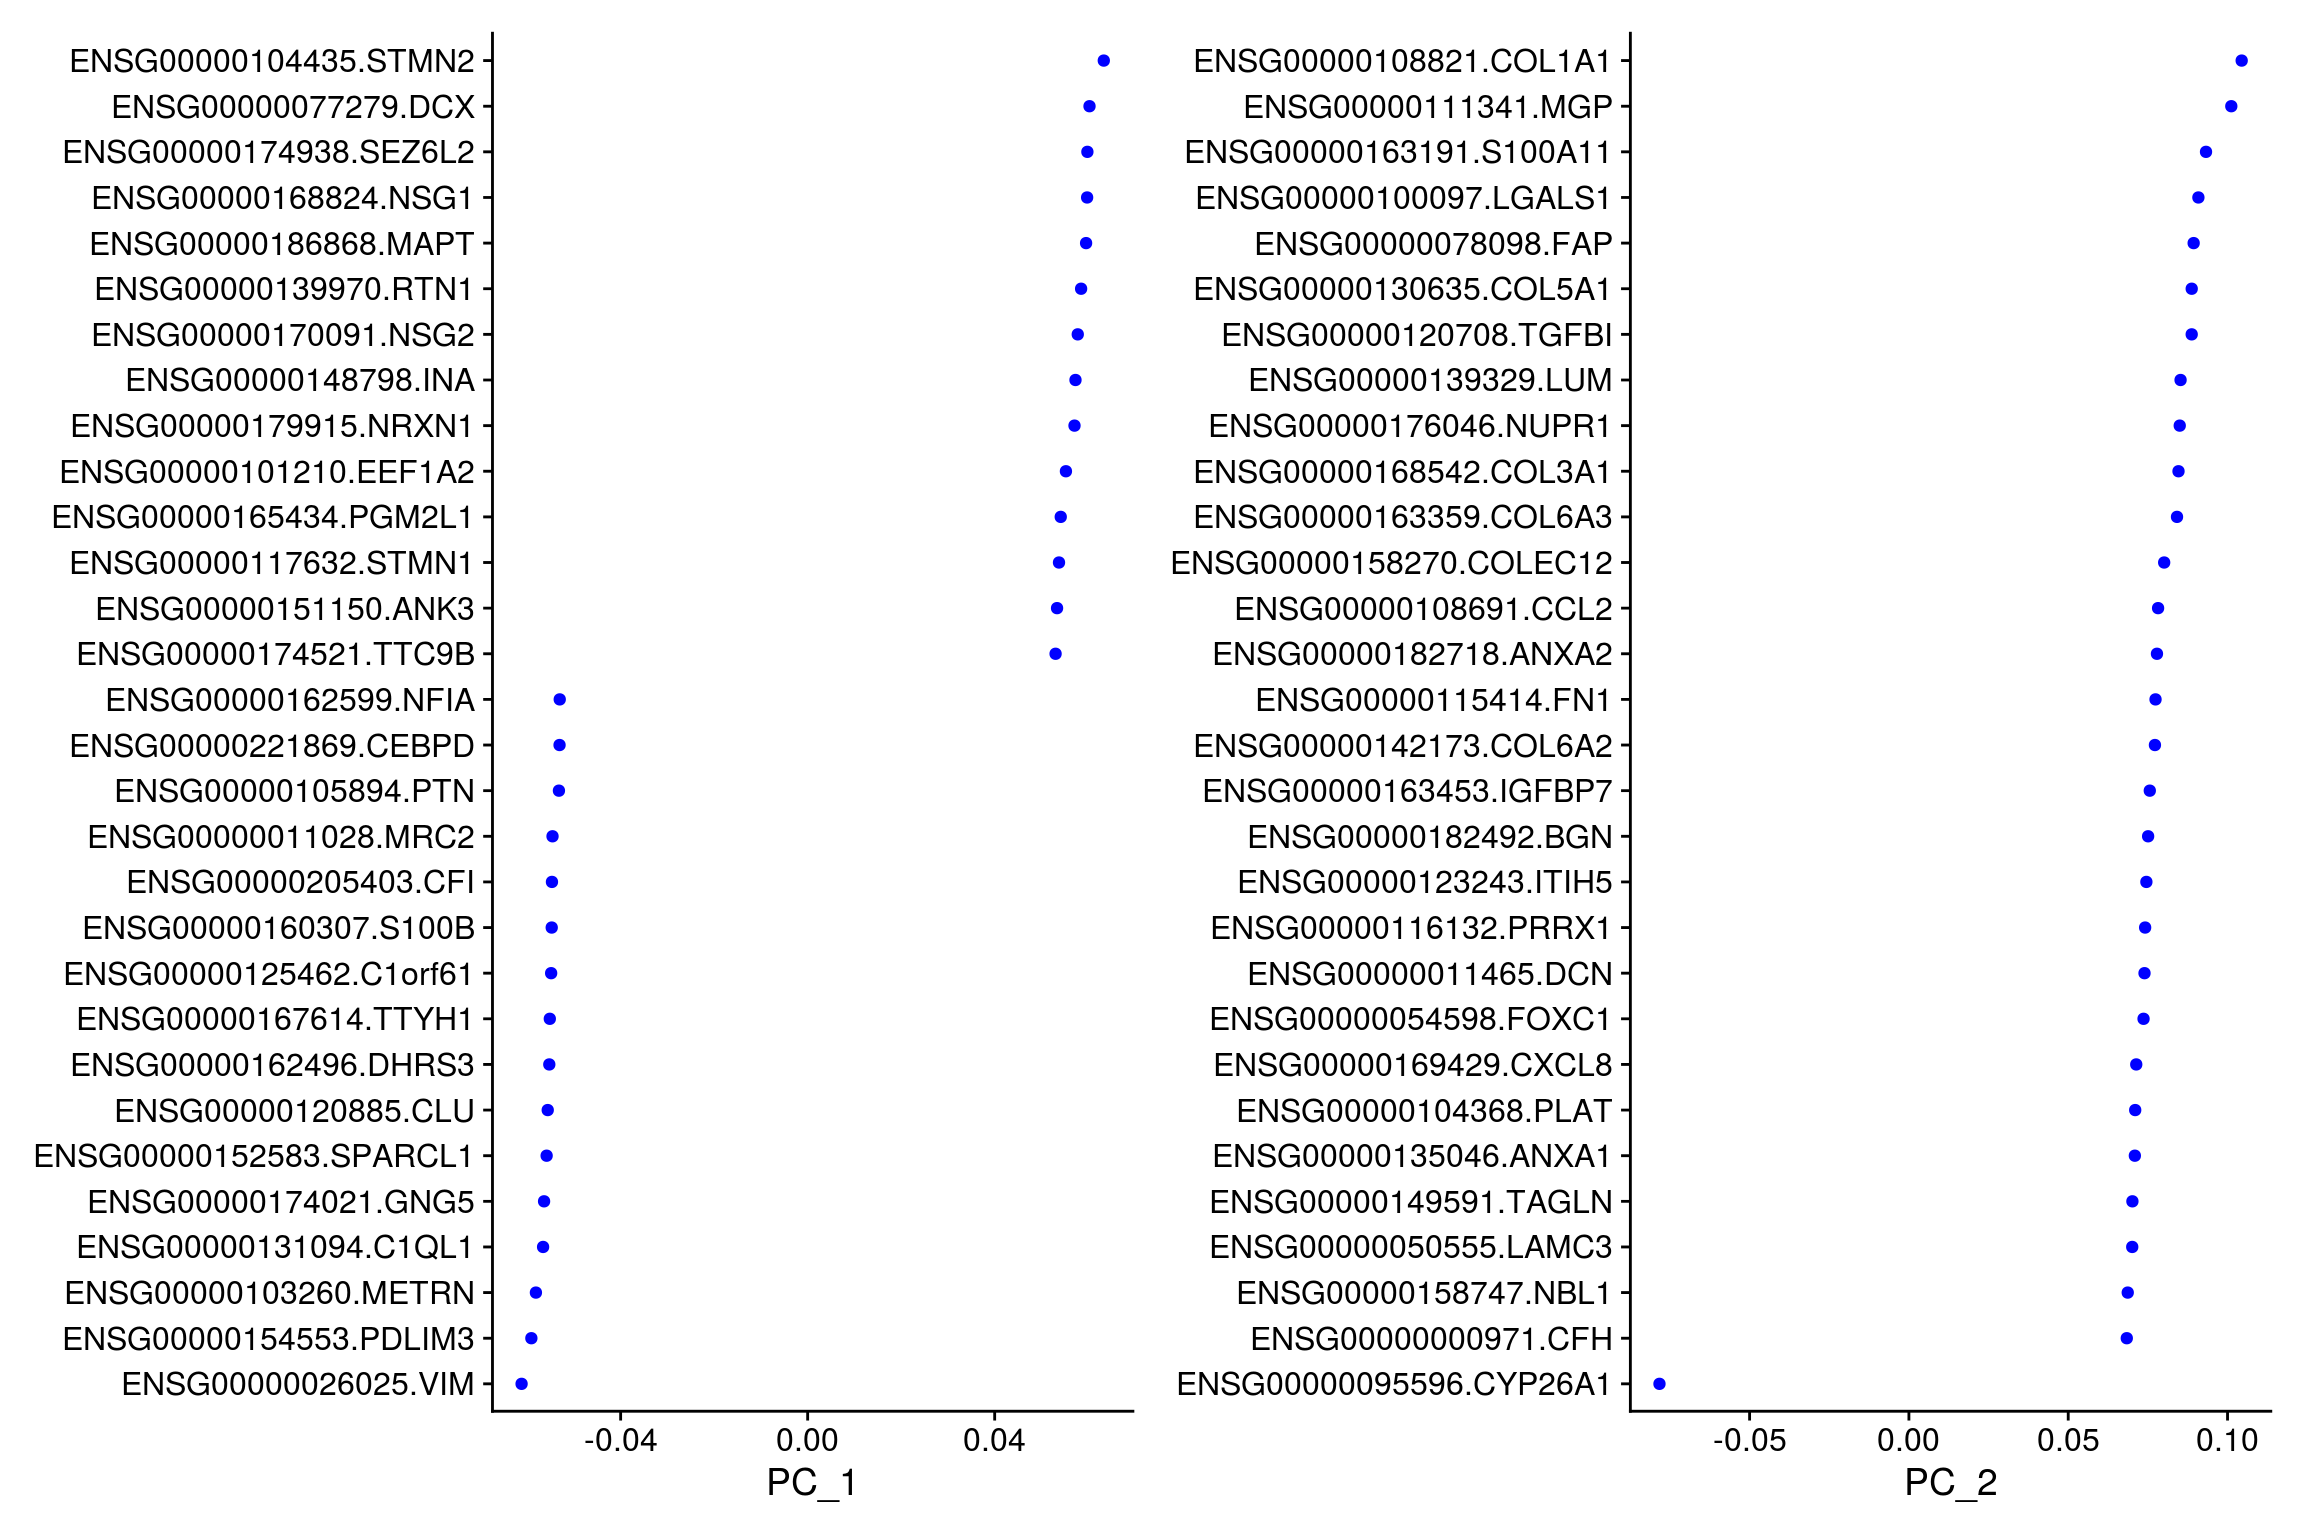 ENSG00000104435.STMN2
ENSG00000077279.DCX
ENSG00000174938.SEZ6L2
ENSG00000168824.NSG1
ENSG00000186868.MAPT
ENSG00000139970.RTN1
ENSG00000170091.NSG2
ENSG00000148798.INA
ENSG00000179915.NRXN1
ENSG00000101210.EEF1A2
ENSG00000165434.PGM2L1
ENSG00000117632.STMN1
ENSG00000151150.ANK3
ENSG00000174521.TTC9B
ENSG00000162599.NFIA
ENSG00000221869.CEBPD
ENSG00000105894.PTN
ENSG00000011028.MRC2
ENSG00000205403.CFI
ENSG00000160307.S100B
ENSG00000125462.C1orf61
ENSG00000167614.TTYH1
ENSG00000162496.DHRS3
ENSG00000120885.CLU
ENSG00000152583.SPARCL1
ENSG00000174021.GNG5
ENSG00000131094.C1QL1
ENSG00000103260.METRN
ENSG00000154553.PDLIM3
ENSG00000026025.VIM
-0.04 0.00 0.04
PC_1
ENSG00000108821.COL1A1
ENSG00000111341.MGP
ENSG00000163191.S100A11
ENSG00000100097.LGALS1
ENSG00000078098.FAP
ENSG00000130635.COL5A1
ENSG00000120708.TGFBI
ENSG00000139329.LUM
ENSG00000176046.NUPR1
ENSG00000168542.COL3A1
ENSG00000163359.COL6A3
ENSG00000158270.COLEC12
ENSG00000108691.CCL2
ENSG00000182718.ANXA2
ENSG00000115414.FN1
ENSG00000142173.COL6A2
ENSG00000163453.IGFBP7
ENSG00000182492.BGN
ENSG00000123243.ITIH5
ENSG00000116132.PRRX1
ENSG00000011465.DCN
ENSG00000054598.FOXC1
ENSG00000169429.CXCL8
ENSG00000104368.PLAT
ENSG00000135046.ANXA1
ENSG00000149591.TAGLN
ENSG00000050555.LAMC3
ENSG00000158747.NBL1
ENSG00000000971.CFH
ENSG00000095596.CYP26A1
-0.05 0.00 0.05 0.10
PC_2